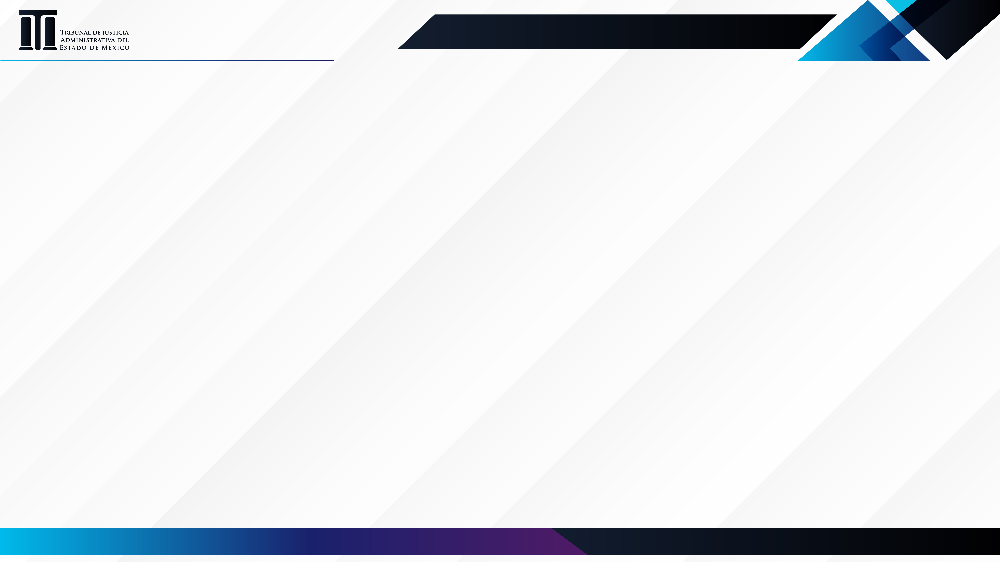 Tribunal de justicia
Administrativa del
Estado de México